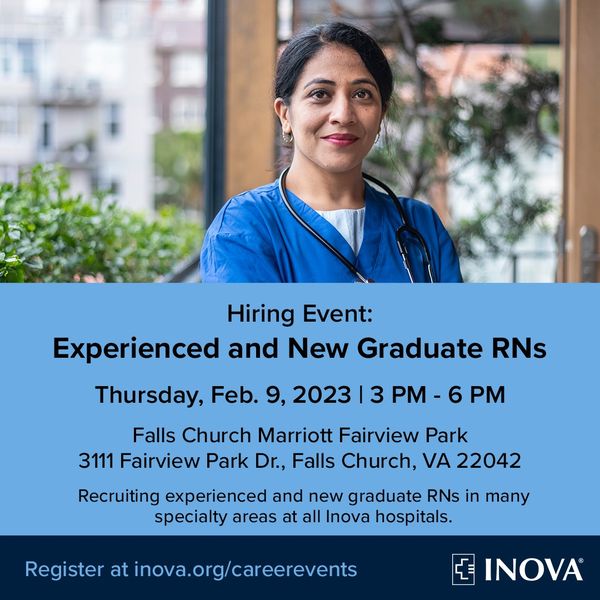 Hiring Event:
Experienced and New Graduate RNs
Thursday, Feb. 9, 2023 | 3 PM - 6 PM
Falls Church Marriott Fairview Park
3111 Fairview Park Dr., Falls Church, VA 22042
Recruiting experienced and new graduate RNs in many
specialty areas at all Inova hospitals.
Register at inova.org/careerevents
INOVA®